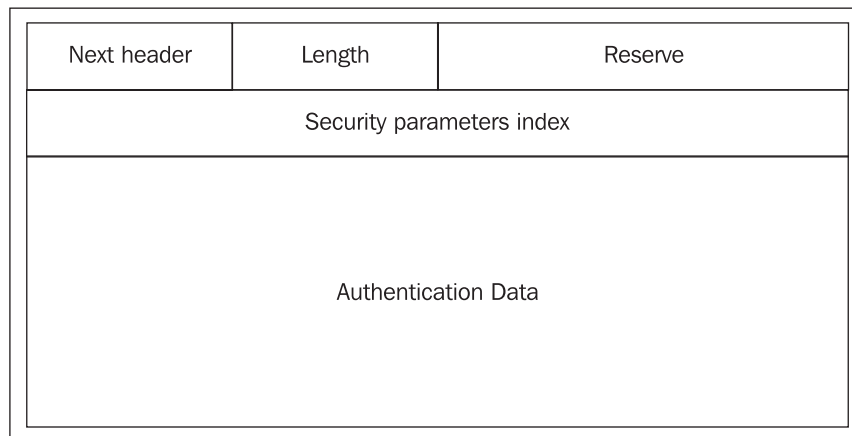 Next header Length Reserve
Security parameters index
Authentication Data